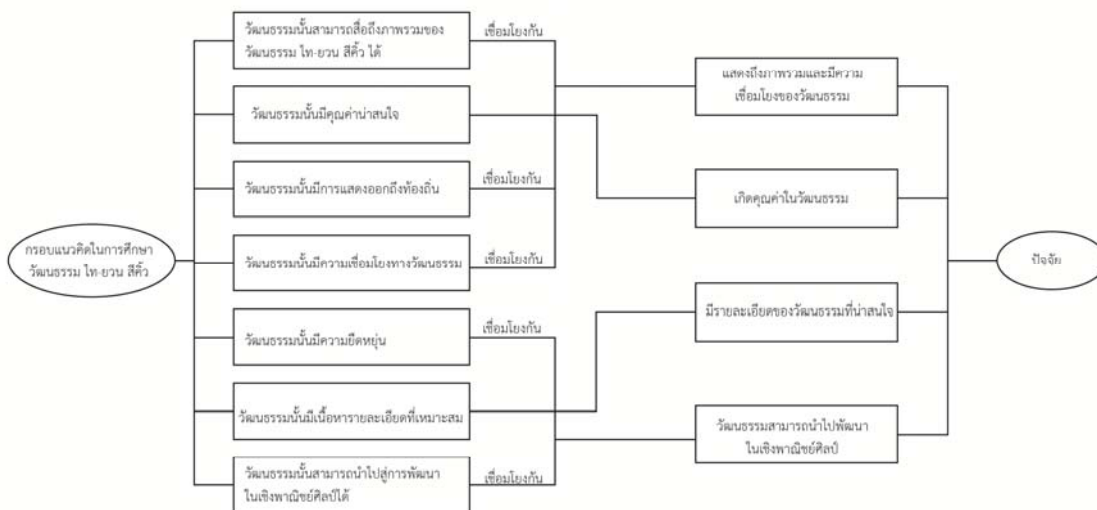 วัฒนธรรมนั้นสามารถสื่อถึงภาพรวมของ
วัฒนธรรม ไท-ยวน สีคิ้ว ได้
เชื่อมโยงกัน
วัฒนธรรมนั้นมีคุณค่าน่าสนใจ
วัฒนธรรมนั้นมีการแสดงออกถึงท้องถิ่น
เชื่อมโยงกัน
กรอบแนวคิดในการศึกษา
วัฒนธรรม ไท-ยวน สีคิ้ว
วัฒนธรรมนั้นมีความเชื่อมโยงทางวัฒนธรรม
เชื่อมโยงกัน
วัฒนธรรมนั้นมีความยืดหยุ่น
เชื่อมโยงกัน
วัฒนธรรมนั้นมีเนื้อหารายละเอียดที่เหมาะสม
วัฒนธรรมนั้นสามารถนำไปสู่การพัฒนา
ในเชิงพาณิชย์ศิลป์ได้
เชื่อมโยงกัน
แสดงถึงภาพรวมและมีความ
เชื่อมโยงของวัฒนธรรม
เกิดคุณค่าในวัฒนธรรม
มีรายละเอียดของวัฒนธรรมที่น่าสนใจ
วัฒนธรรมสามารถนำไปพัฒนา
ในเชิงพาณิชย์ศิลป์
ปัจจัย